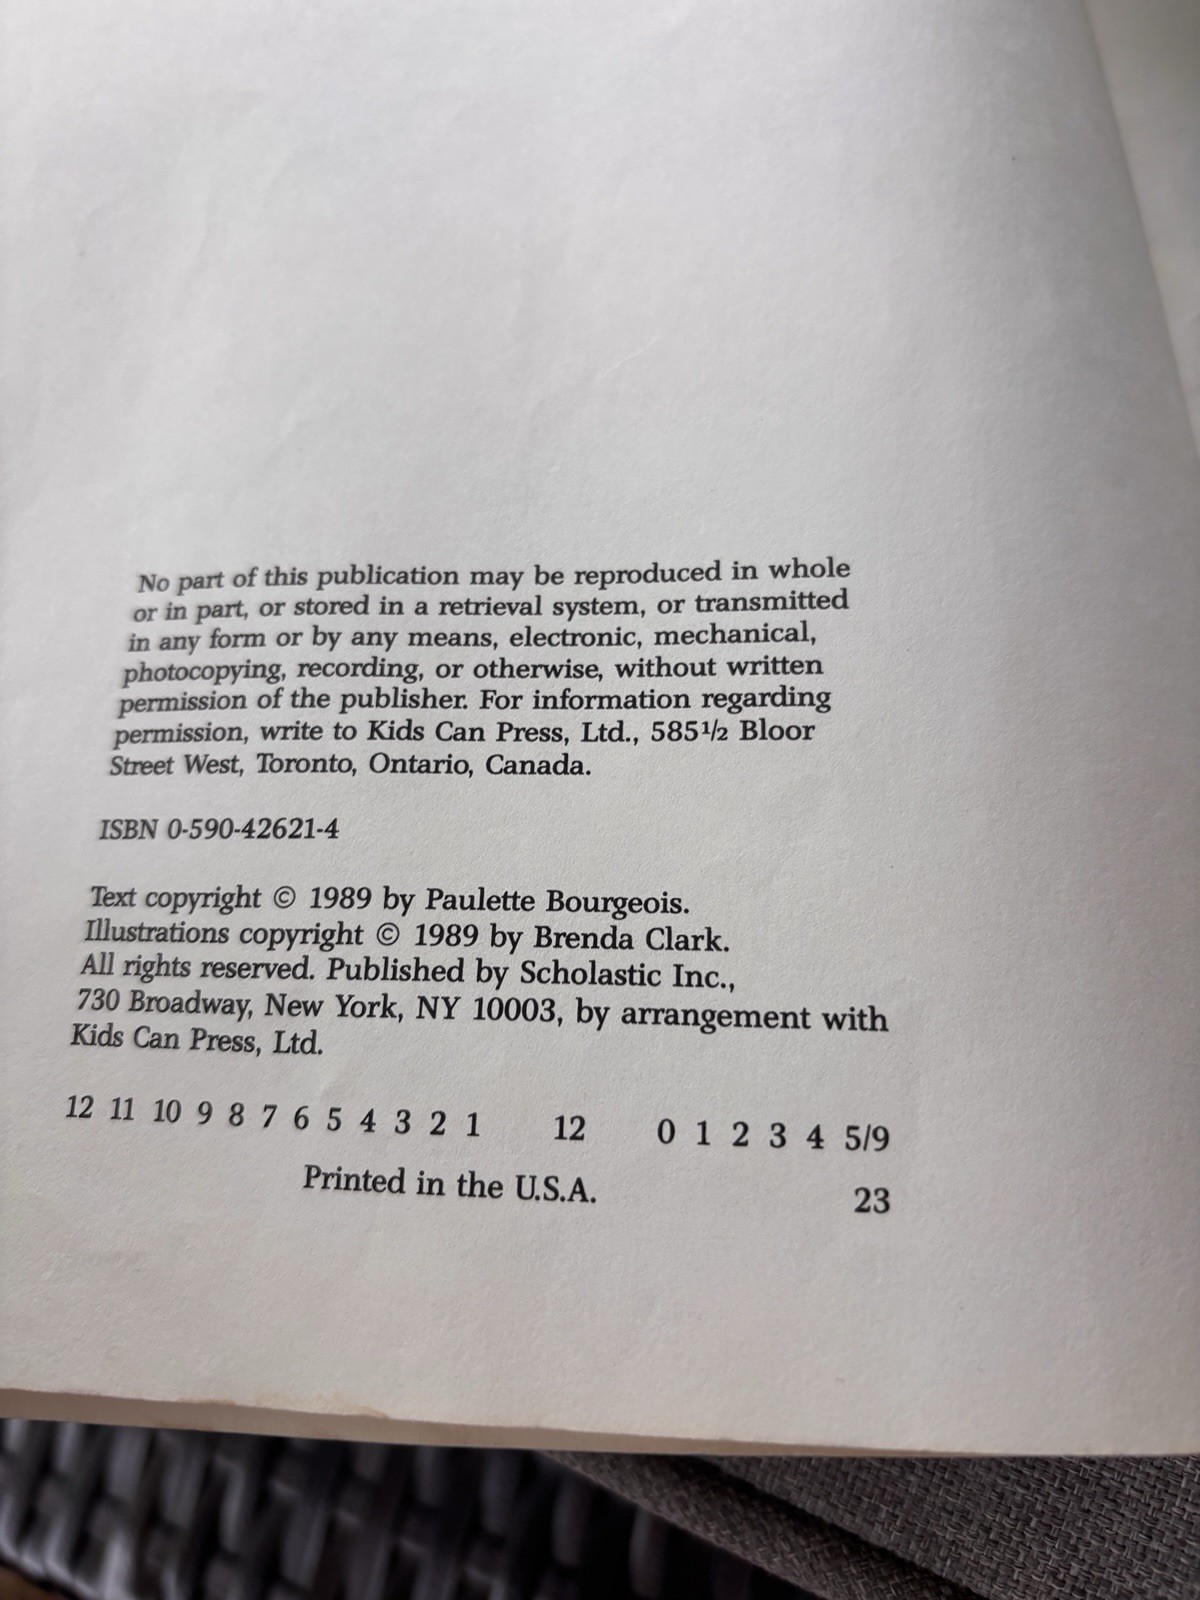 No part of this publication may be reproduced in whole
or in part, or stored in a retrieval system, or transmitted
in any form or by any means, electronic, mechanical,
photocopying, recording, or otherwise, without written
permission of the publisher. For information regarding
permission, write to Kids Can Press, Ltd., 585½ Bloor
Street West, Toronto, Ontario, Canada.
ISBN 0-590-42621-4
Text copyright © 1989 by Paulette Bourgeois.
Illustrations copyright © 1989 by Brenda Clark.
All rights reserved. Published by Scholastic Inc.,
730 Broadway, New York, NY 10003, by arrangement with
Kids Can Press, Ltd.
12 11 10 9 8 7 6 5 4 3 2 1 12 0 1 2 3 4 5/9
Printed in the U.S.A. 23